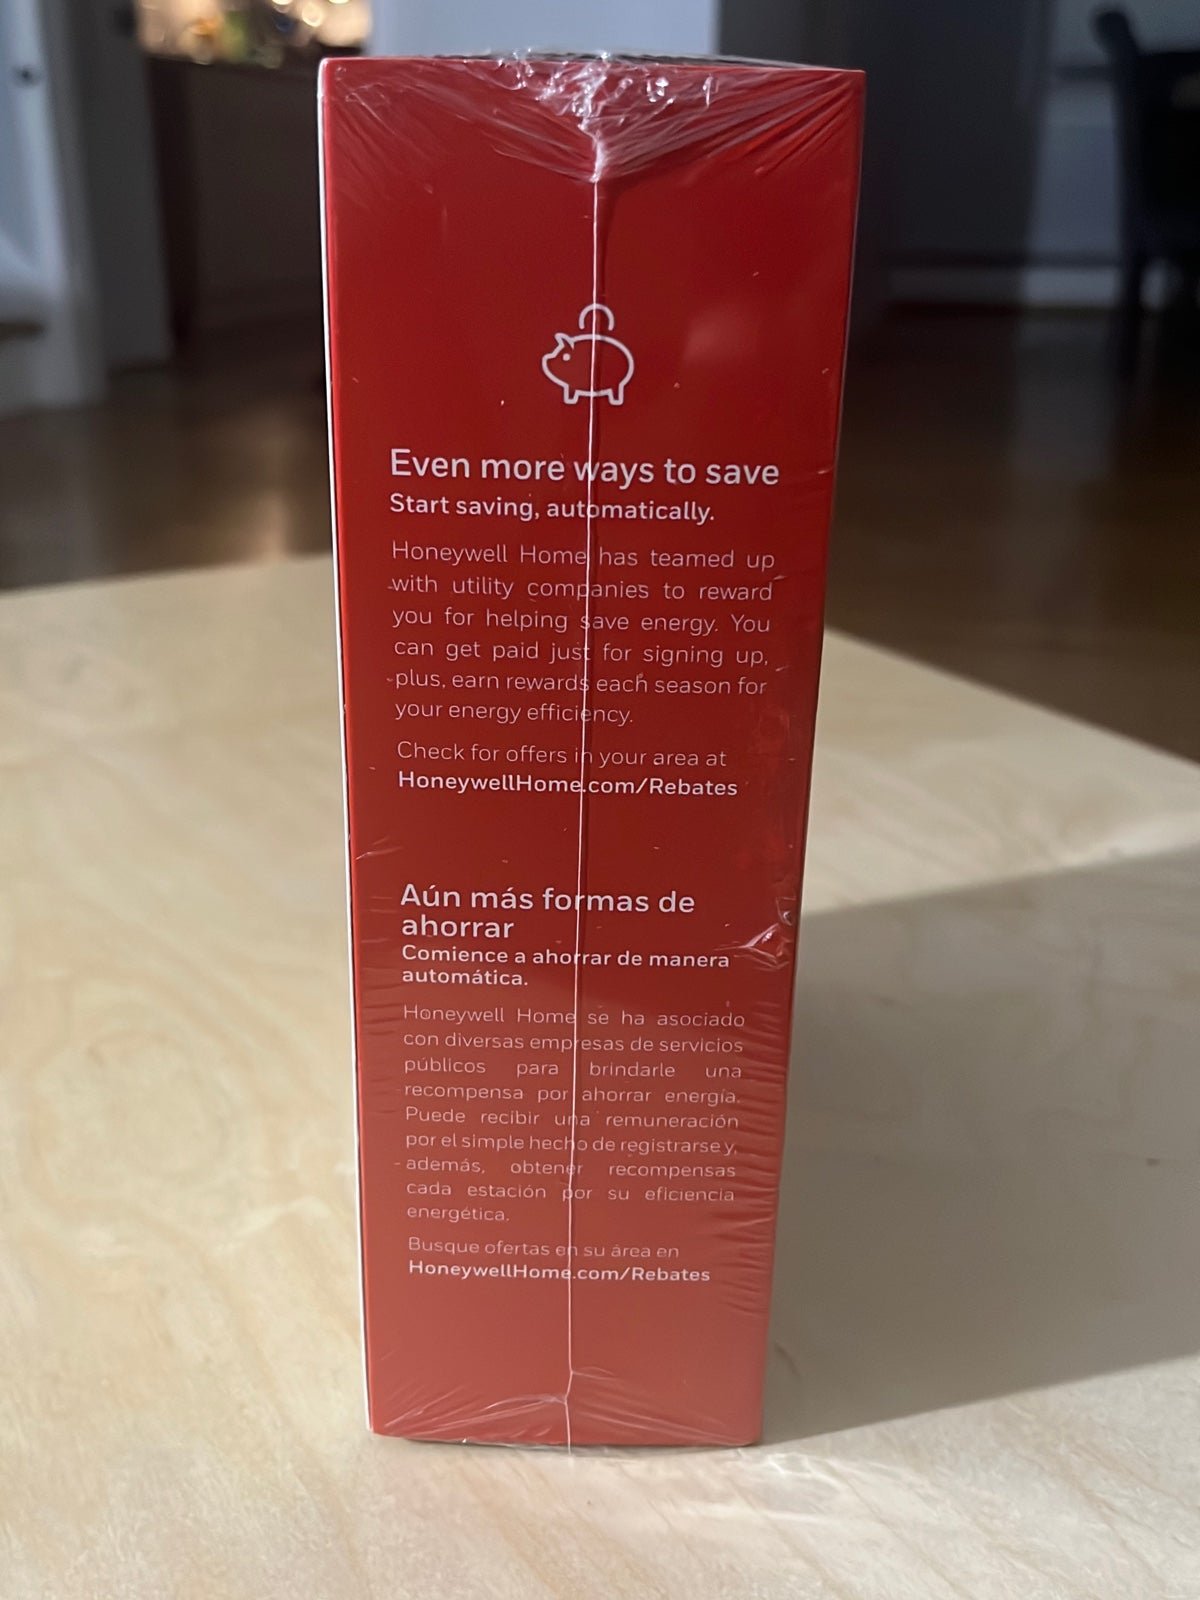 Even more ways to save
Start saving, automatically.
Honeywell Home has teamed up
with utility companies to reward
you for helping save energy. You
can get paid just for signing up,
plus, earn rewards each season for
your energy efficiency.
Check for offers in your area at
HoneywellHome.com/Rebates
Aún más formas de
ahorrar
Comience a ahorrar de manera
automática.
Honeywell Home se ha asociado
con diversas empresas de servicios
públicos para brindarle una
recompensa por ahorrar energía.
Puede recibir una remuneración
por el simple hecho de registrarse y,
además, obtener recompensas
cada estación por su eficiencia
energética.
Busque ofertas en su área en
HoneywellHome.com/Rebates